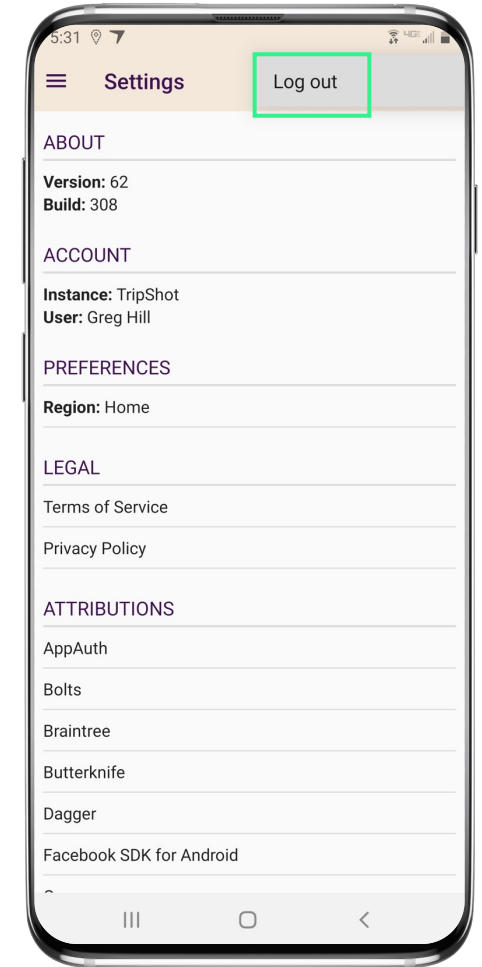 5:31
Settings
Log out
ABOUT
Version: 62
Build: 308
ACCOUNT
Instance: TripShot
User: Greg Hill
PREFERENCES
Region: Home
LEGAL
Terms of Service
Privacy Policy
ATTRIBUTIONS
AppAuth
Bolts
Braintree
Butterknife
Dagger
Facebook SDK for Android